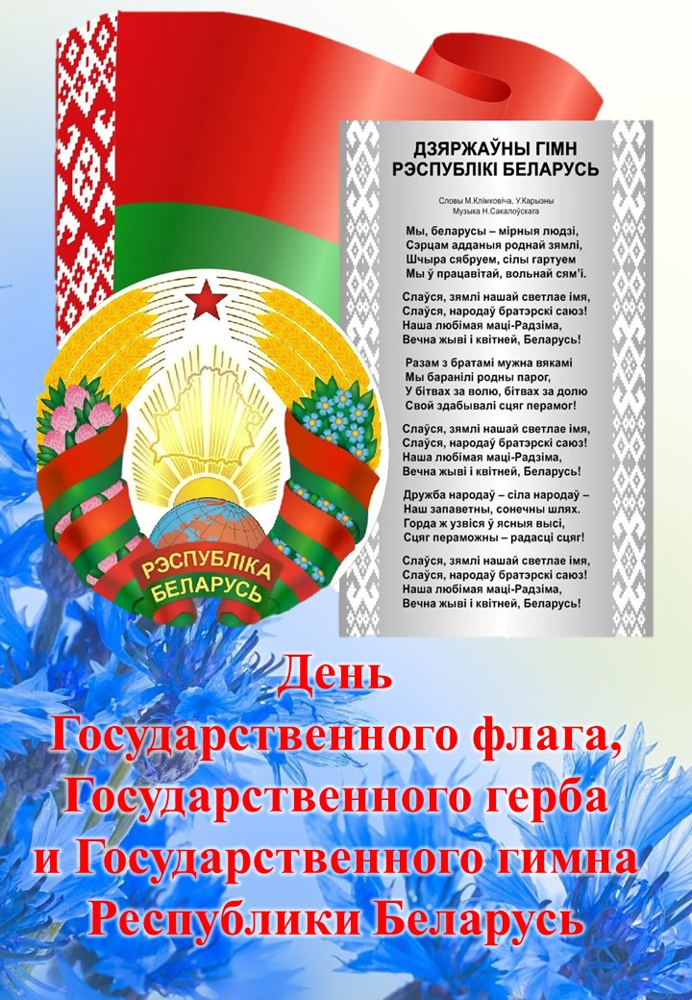 ДЗЯРЖАЎНЫ ГІМН
РЭСПУБЛІКІ БЕЛАРУСЬ
Словы М.Клімковіча, У.Карызны
Музыка Н.Сакалоўскага
Мы, беларусы – мірныя людзі,
Сэрцам адданыя роднай зямлі,
Шчыра сябруем, сілы гартуем
Мы ў працавітай, вольнай сям’і.
Слаўся, зямлі нашай светлае імя,
Слаўся, народаў братэрскі саюз!
Наша любімая маці-Радзіма,
Вечна жыві і квітней, Беларусь!
Разам з братамі мужна вякамі
Мы баранілі родны парог,
У бітвах за волю, бітвах за долю
Свой здабывалі сцяг перамог!
Слаўся, зямлі нашай светлае імя,
Слаўся, народаў братэрскі саюз!
Наша любімая маці-Радзіма,
Вечна жыві і квітней, Беларусь!
Дружба народаў – сіла народаў –
Наш запаветны, сонечны шлях.
Горда ж узвіся ў ясныя высі,
Сцяг пераможны – радасці сцяг!
Слаўся, зямлі нашай светлае імя,
Слаўся, народаў братэрскі саюз!
Наша любімая маці-Радзіма,
Вечна жыві і квітней, Беларусь!
РЭСПУБЛІКА
БЕЛАРУСЬ
День
Государственного флага,
Государственного герба
и Государственного гимна
Республики Беларусь